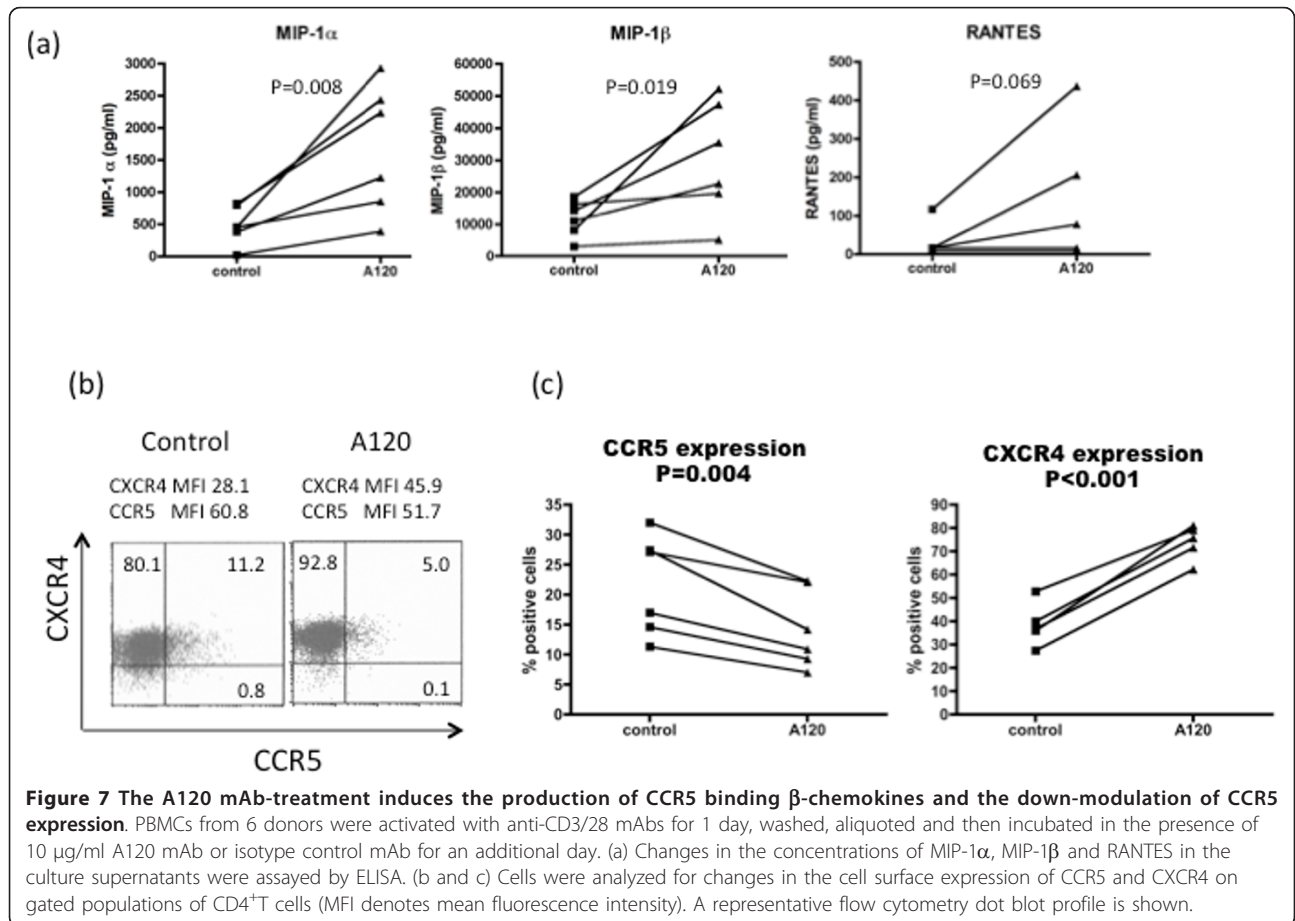 (a)
MIP-1α
MIP-1 α (pg/ml)
3000
2500
2000
1500
1000
500
0
P=0.008
control
A120
MIP-1β
MIP-1β (pg/ml)
60000
50000
40000
30000
20000
10000
0
P=0.019
control
A120
RANTES
RANTES (pg/ml)
500
400
300
200
100
0
P=0.069
control
A120
(b)
Control
CXCR4 MFI 28.1
CCR5 MFI 60.8
A120
CXCR4 MFI 45.9
CCR5 MFI 51.7
CXCR4
80.1
11.2
0.8
92.8
5.0
0.1
CCR5
(c)
CCR5 expression
P=0.004
% positive cells
35
30
25
20
15
10
5
0
control
A120
CXCR4 expression
P<0.001
% positive cells
90
80
70
60
50
40
30
20
10
0
control
A120
Figure 7 The A120 mAb-treatment induces the production of CCR5 binding β-chemokines and the down-modulation of CCR5
expression. PBMCs from 6 donors were activated with anti-CD3/28 mAbs for 1 day, washed, aliquoted and then incubated in the presence of
10 μg/ml A120 mAb or isotype control mAb for an additional day. (a) Changes in the concentrations of MIP-1α, MIP-1β and RANTES in the
culture supernatants were assayed by ELISA. (b and c) Cells were analyzed for changes in the cell surface expression of CCR5 and CXCR4 on
gated populations of CD4⁺T cells (MFI denotes mean fluorescence intensity). A representative flow cytometry dot blot profile is shown.